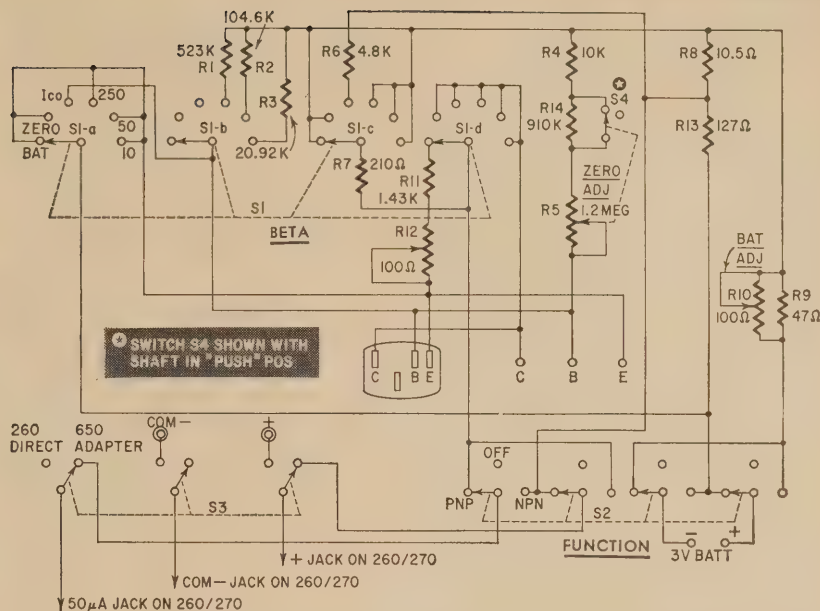 104.6K
523K
R1
R2
R3
20.92K
R6
4.8K
R4
10K
R8
10.5Ω
Ico
250
ZERO
BAT
S1-a
50
10
S1-b
S1-c
R7
210Ω
S1-d
R11
1.43K
R14
910K
S4
R13
127Ω
ZERO
ADJ
R5
1.2 MEG
S1
BETA
R12
100Ω
BAT
ADJ
R10
100Ω
R9
47Ω
SWITCH S4 SHOWN WITH
SHAFT IN "PUSH" POS
C B E
C B E
260
DIRECT
650
ADAPTER
COM-
+
S3
OFF
PNP
NPN
S2
FUNCTION
- +
3V BATT
+ JACK ON 260/270
COM- JACK ON 260/270
50μA JACK ON 260/270